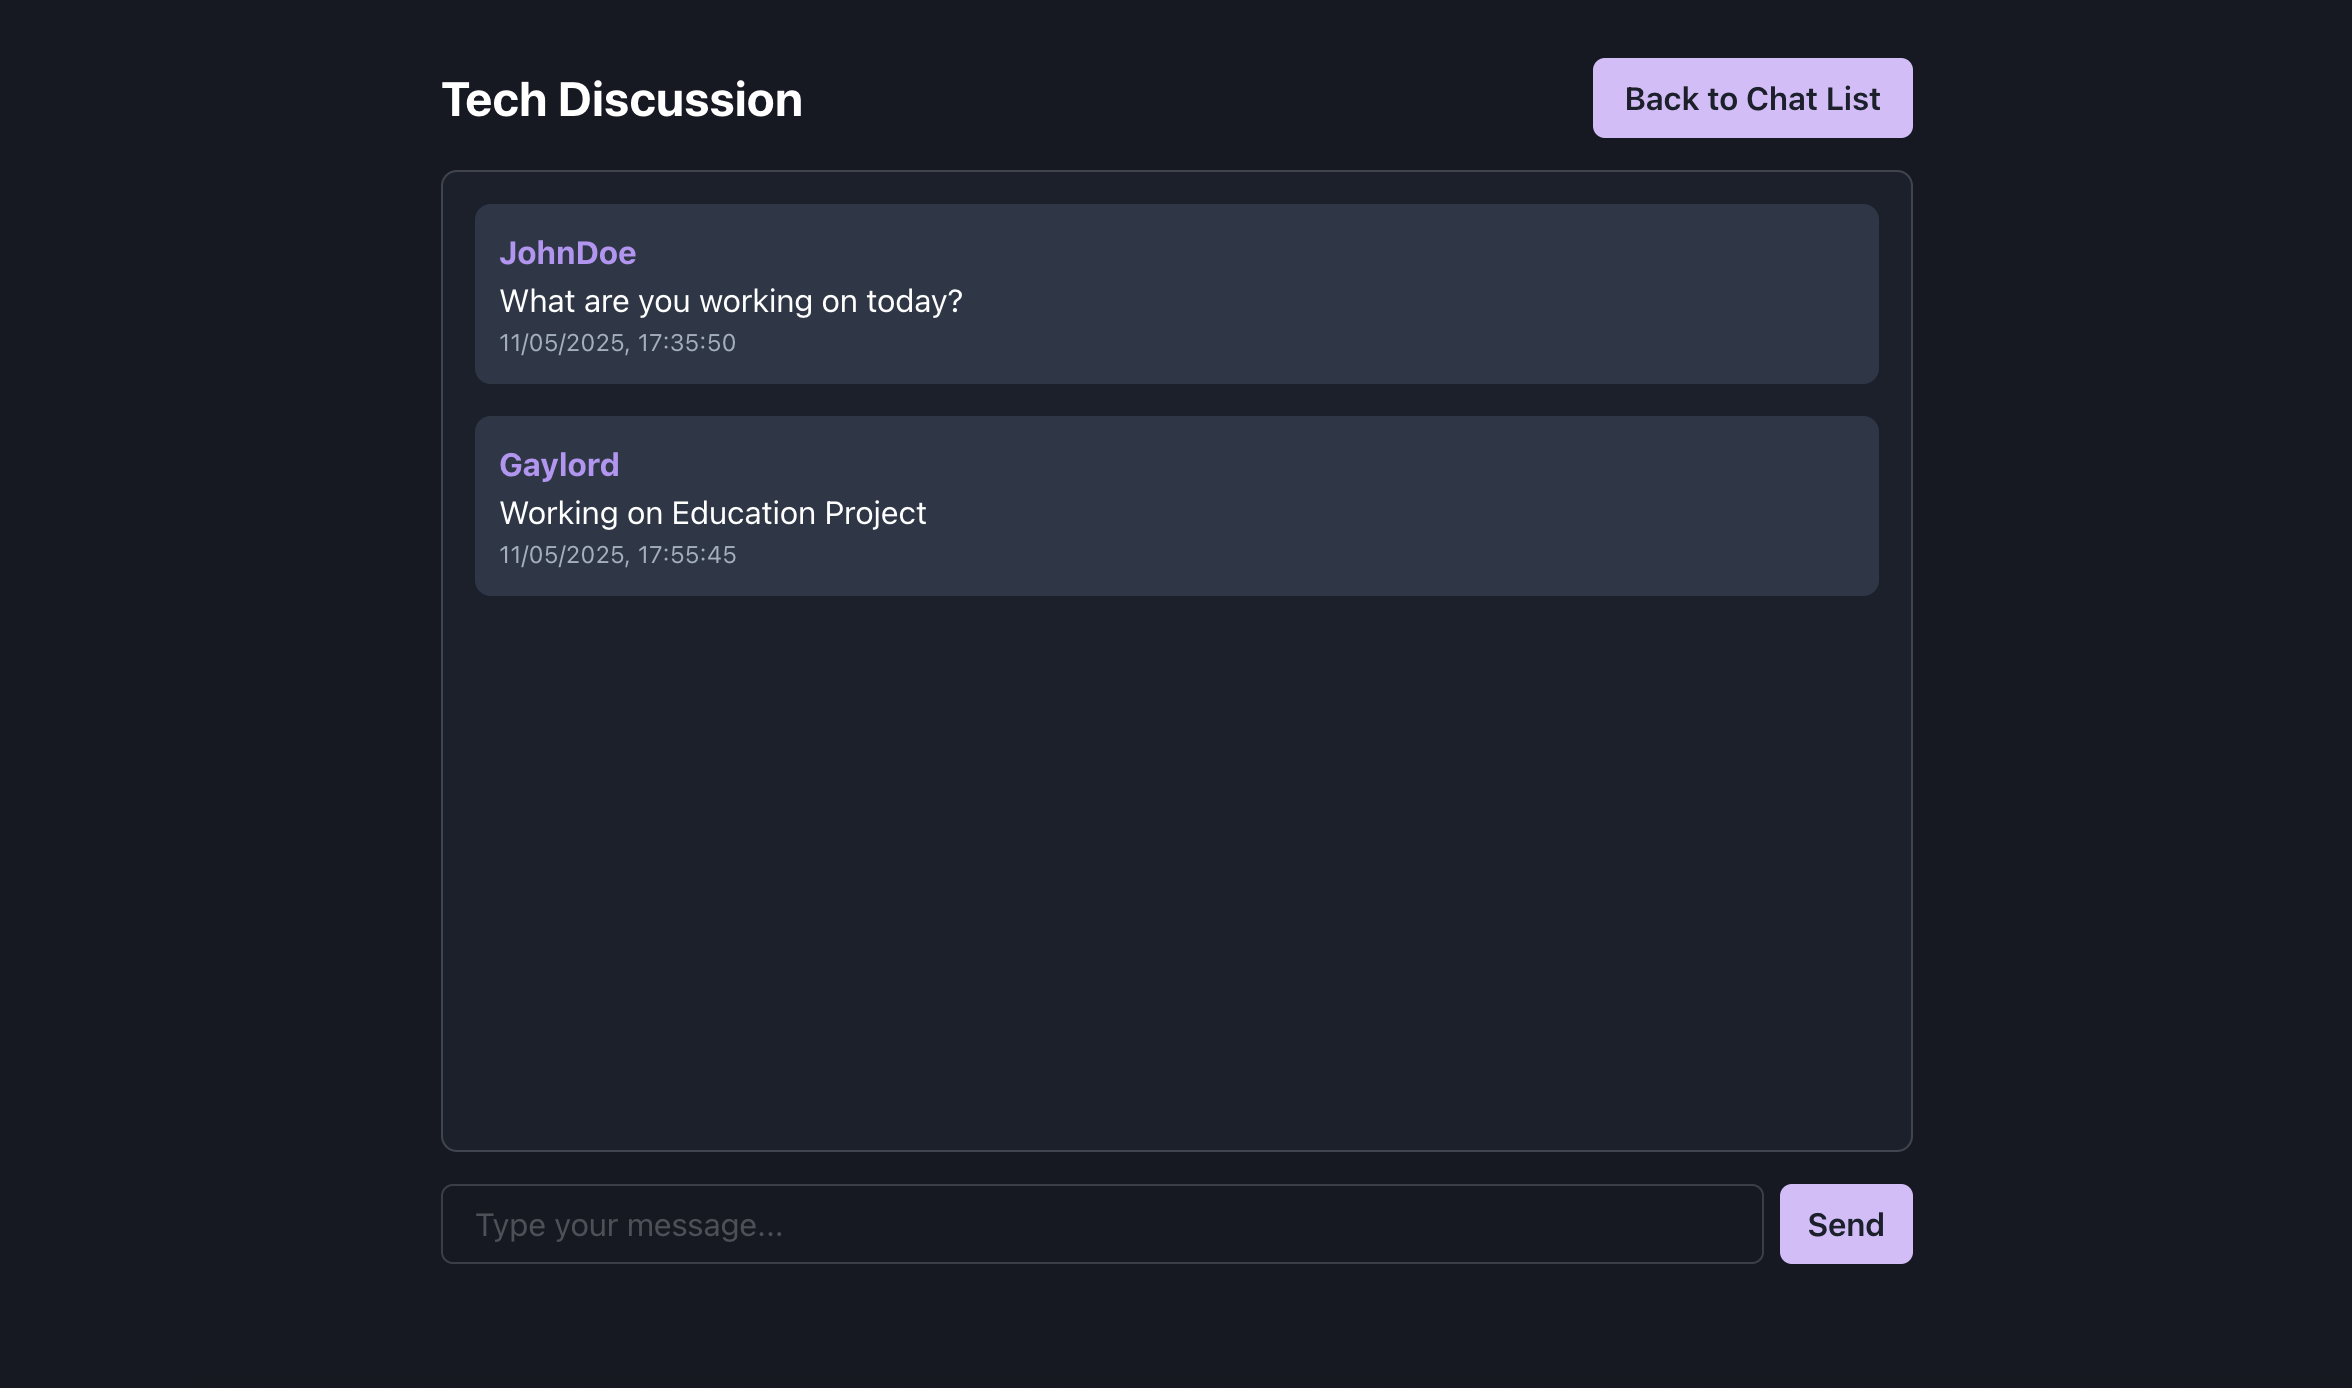 Tech Discussion
Back to Chat List
JohnDoe
What are you working on today?
11/05/2025, 17:35:50
Gaylord
Working on Education Project
11/05/2025, 17:55:45
Type your message...
Send